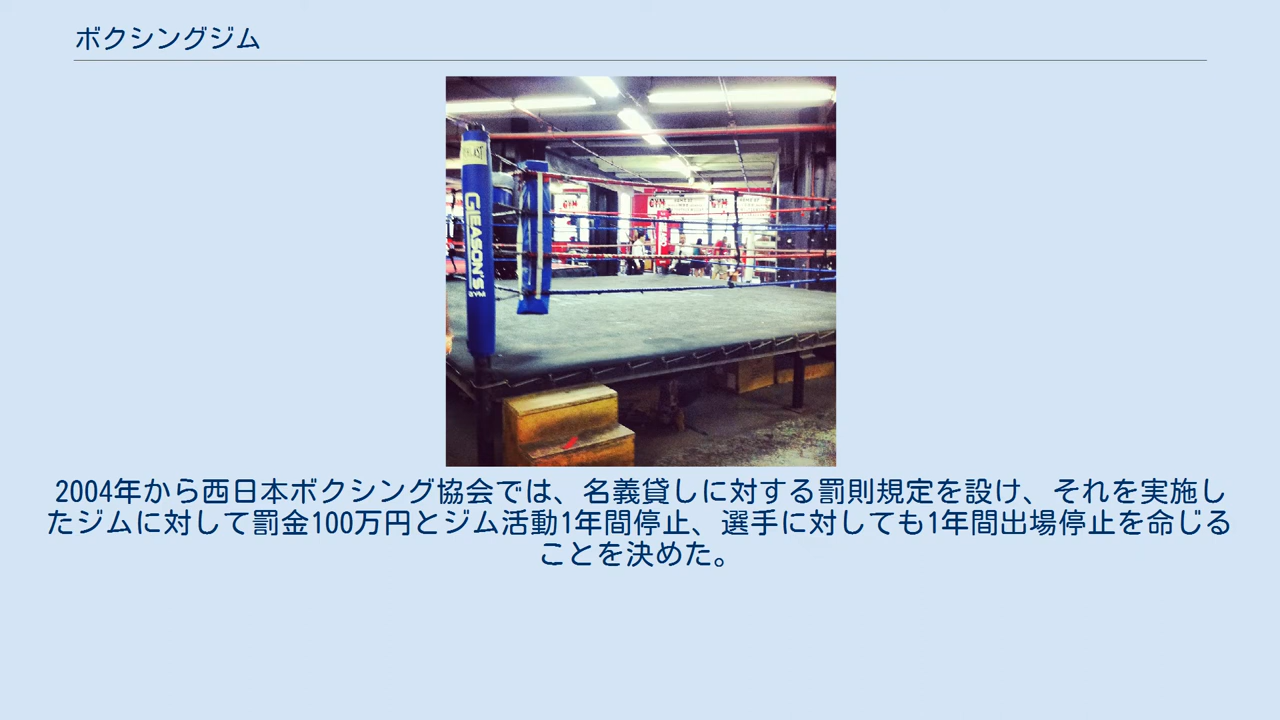 ボクシングジム
GLEASON'S
GYM
GYM
GYM
2004年から西日本ボクシング協会では、名義貸しに対する罰則規定を設け、それを実施し
たジムに対して罰金100万円とジム活動1年間停止、選手に対しても1年間出場停止を命じる
ことを決めた。